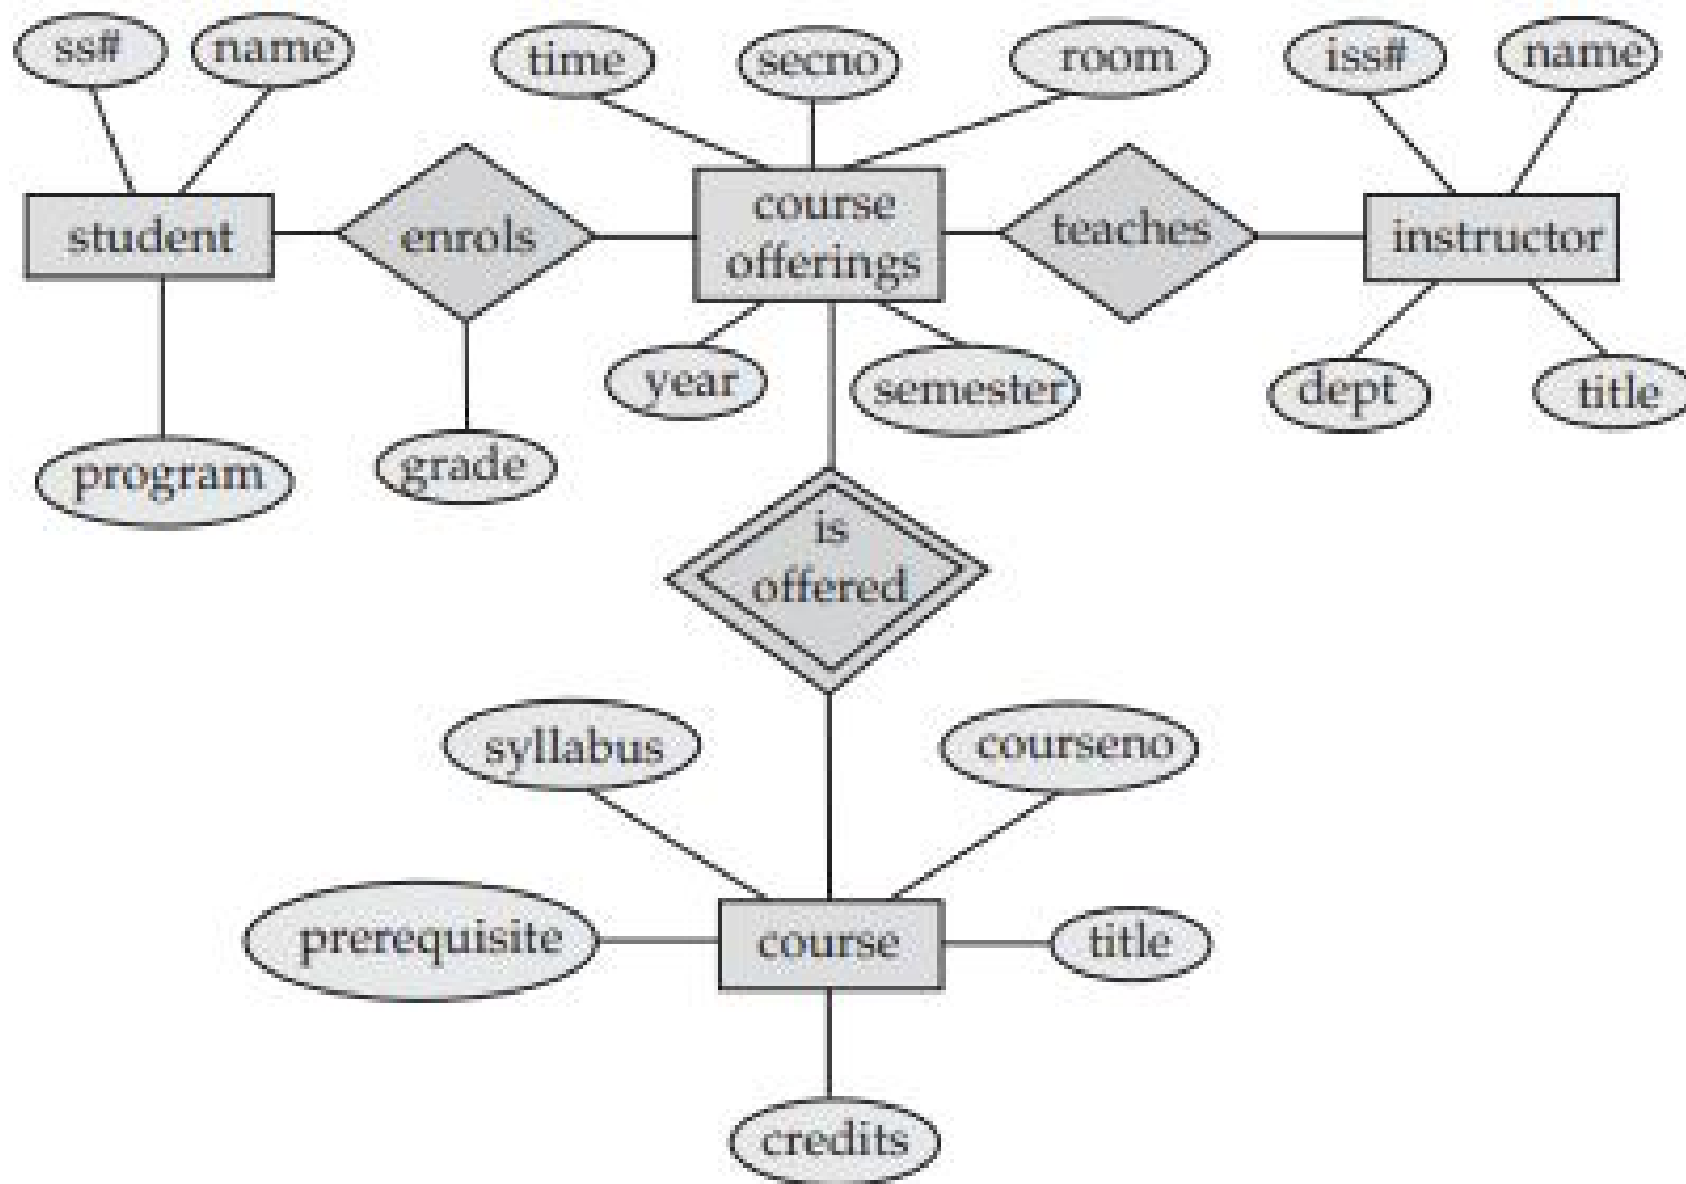 ss#
name
time
secno
room
iss#
name
student
enrols
course
offerings
teaches
instructor
year
semester
dept
title
program
grade
is
offered
syllabus
courseno
prerequisite
course
title
credits